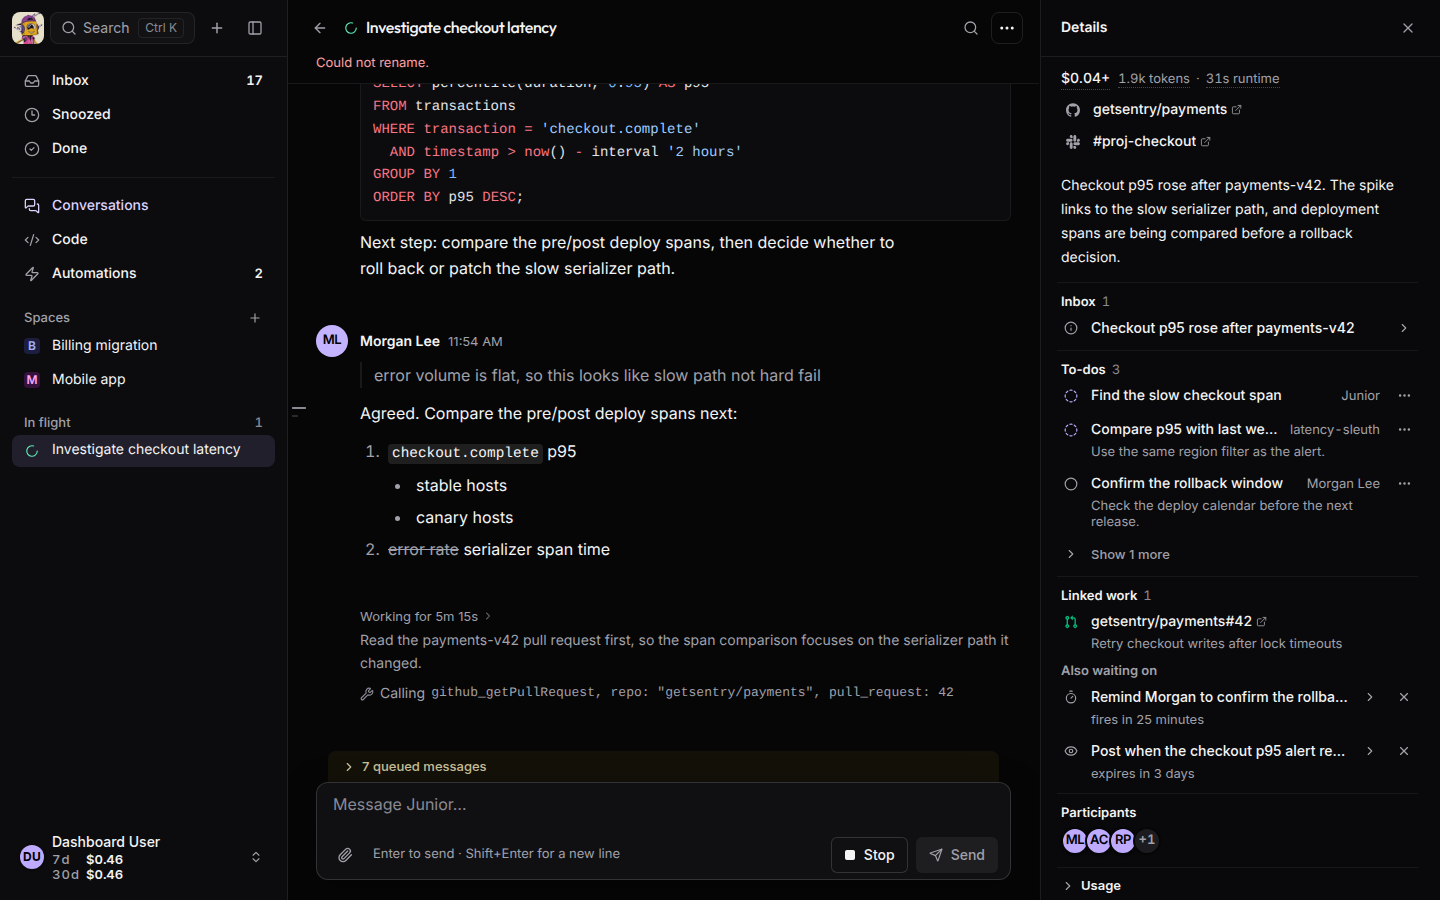 Search Ctrl K
Inbox 17
Snoozed
Done
Conversations
Code
Automations 2
Spaces
B Billing migration
M Mobile app
In flight 1
Investigate checkout latency
DU Dashboard User
7d $0.46
30d $0.46
Investigate checkout latency
Could not rename.
SELECT percentile(duration, 0.95) AS p95
FROM transactions
WHERE transaction = 'checkout.complete'
AND timestamp > now() - interval '2 hours'
GROUP BY 1
ORDER BY p95 DESC;
Next step: compare the pre/post deploy spans, then decide whether to
roll back or patch the slow serializer path.
ML Morgan Lee 11:54 AM
error volume is flat, so this looks like slow path not hard fail
Agreed. Compare the pre/post deploy spans next:
1. checkout.complete p95
• stable hosts
• canary hosts
2. error rate serializer span time
Working for 5m 15s
Read the payments-v42 pull request first, so the span comparison focuses on the serializer path it
changed.
Calling github_getPullRequest, repo: "getsentry/payments", pull_request: 42
7 queued messages
Message Junior...
Enter to send · Shift+Enter for a new line
Stop
Send
Details
$0.04+ 1.9k tokens · 31s runtime
getsentry/payments
#proj-checkout
Checkout p95 rose after payments-v42. The spike
links to the slow serializer path, and deployment
spans are being compared before a rollback
decision.
Inbox 1
Checkout p95 rose after payments-v42
To-dos 3
Find the slow checkout span Junior
Compare p95 with last we... latency-sleuth
Use the same region filter as the alert.
Confirm the rollback window Morgan Lee
Check the deploy calendar before the next
release.
Show 1 more
Linked work 1
getsentry/payments#42
Retry checkout writes after lock timeouts
Also waiting on
Remind Morgan to confirm the rollba...
fires in 25 minutes
Post when the checkout p95 alert re...
expires in 3 days
Participants
ML AC RP +1
Usage